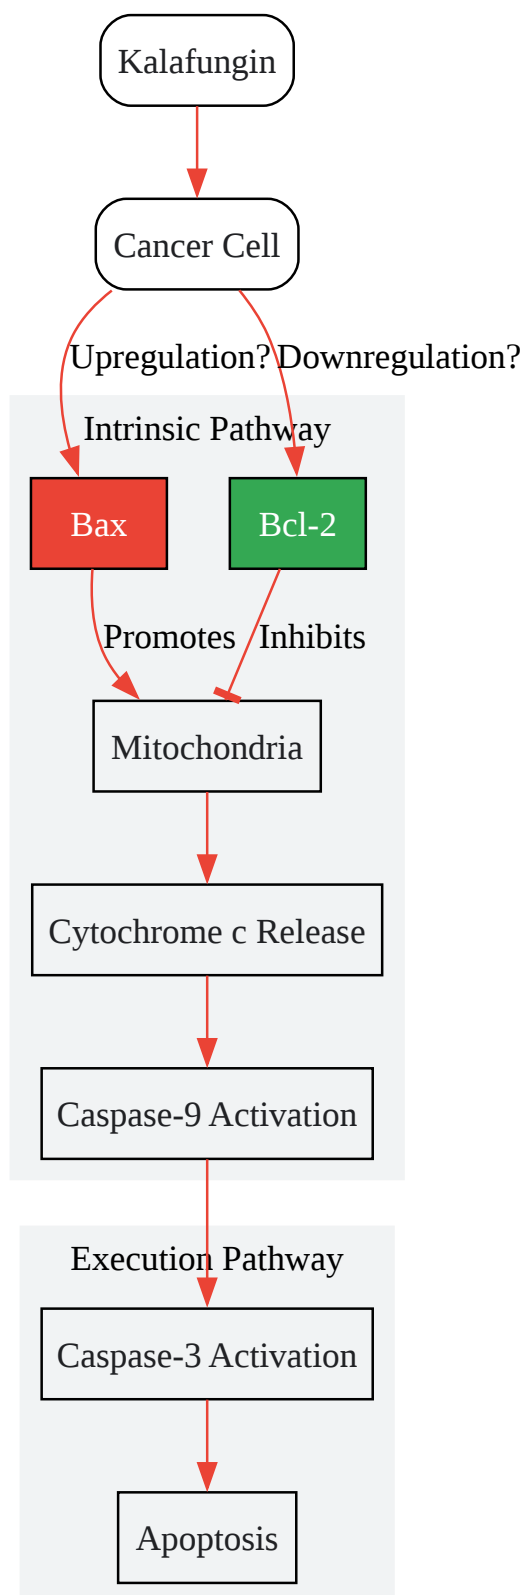 Kalafungin
Cancer Cell
Upregulation?
Downregulation?
Intrinsic Pathway
Bax
Bcl-2
Promotes
Inhibits
Mitochondria
Cytochrome c Release
Caspase-9 Activation
Execution Pathway
Caspase-3 Activation
Apoptosis